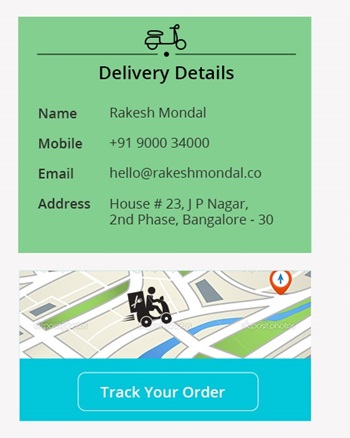 Delivery Details
Name Rakesh Mondal
Mobile +91 9000 34000
Email hello@rakeshmondal.co
Address House # 23, J P Nagar,
2nd Phase, Bangalore - 30
Track Your Order